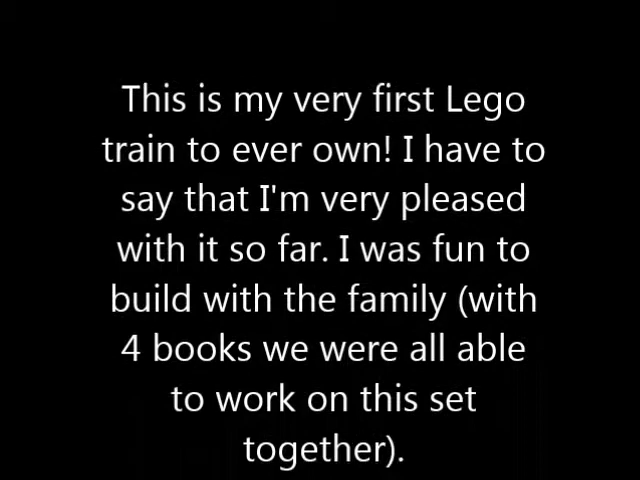 This is my very first Lego
train to ever own! I have to
say that I'm very pleased
with it so far. I was fun to
build with the family (with
4 books we were all able
to work on this set
together).